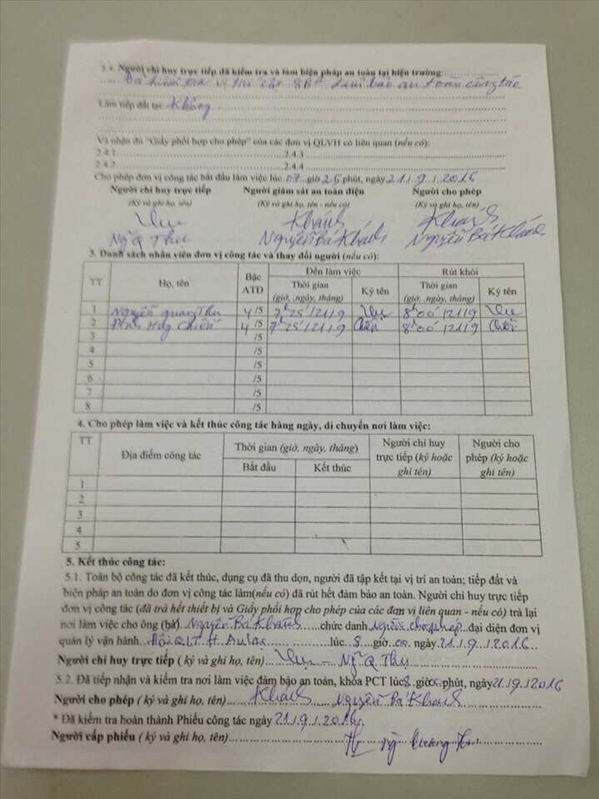 3.4. Người chỉ huy trực tiếp đã kiểm tra và làm biện pháp an toàn tại hiện trường:
Đã kiểm tra vị trí đảm bảo an toàn công tác
Làm tiếp đất tại: Không
Và nhận đủ "Giấy phối hợp cho phép" của các đơn vị QLVH có liên quan (nếu có):
2.4.1 2.4.3
2.4.2 2.4.4
Cho phép đơn vị công tác bắt đầu làm việc lúc 07 giờ 25 phút, ngày 21/9/2016
Người chỉ huy trực tiếp Người giám sát an toàn điện Người cho phép
(Ký và ghi họ, tên) (Ký và ghi họ, tên - nếu có) (Ký và ghi họ, tên)
Thu Khánh Khánh
Ng Q Thu Nguyễn Bá Khánh Nguyễn Bá Khánh
3. Danh sách nhân viên đơn vị công tác và thay đổi người (nếu có):
TT Họ, tên Bậc ATĐ Đến làm việc Rút khỏi
Thời gian (giờ, ngày, tháng) Ký tên Thời gian (giờ, ngày, tháng) Ký tên
1 Nguyễn Quang Thu 4/5 7h25' 21/9 Thu 8h00' 21/9 Thu
2 Đinh Chiến 4/5 7h25' 21/9 Chiến 8h00' 21/9 Chiến
3 /5
4 /5
5 /5
6 /5
7 /5
8 /5
4. Cho phép làm việc và kết thúc công tác hàng ngày, di chuyển nơi làm việc:
TT Địa điểm công tác Thời gian (giờ, ngày, tháng) Người chỉ huy trực tiếp (ký hoặc ghi tên) Người cho phép (ký hoặc ghi tên)
Bắt đầu Kết thúc
1
2
3
4
5
5. Kết thúc công tác:
5.1. Toàn bộ công tác đã kết thúc, dụng cụ đã thu dọn, người đã tập kết tại vị trí an toàn; tiếp đất và
biện pháp an toàn do đơn vị công tác làm(nếu có) đã rút hết đảm bảo an toàn. Người chỉ huy trực tiếp
đơn vị công tác (đã trả hết thiết bị và Giấy phối hợp cho phép của các đơn vị liên quan - nếu có) trả lại
nơi làm việc cho ông (bà) Nguyễn Bá Khánh chức danh Người cho phép đại diện đơn vị
quản lý vận hành Đội QLTH lúc 8 giờ 00 ngày 21/9/2016
Người chỉ huy trực tiếp ( ký và ghi họ, tên) Thu - Ng Q Thu
5.2. Đã tiếp nhận và kiểm tra nơi làm việc đảm bảo an toàn, khóa PCT lúc 8 giờ 00 phút, ngày 21/9/2016
Người cho phép ( ký và ghi họ, tên) Khánh Nguyễn Bá Khánh
* Đã kiểm tra hoàn thành Phiếu công tác ngày 21/9/2016
Người cấp phiếu ( ký và ghi họ, tên)